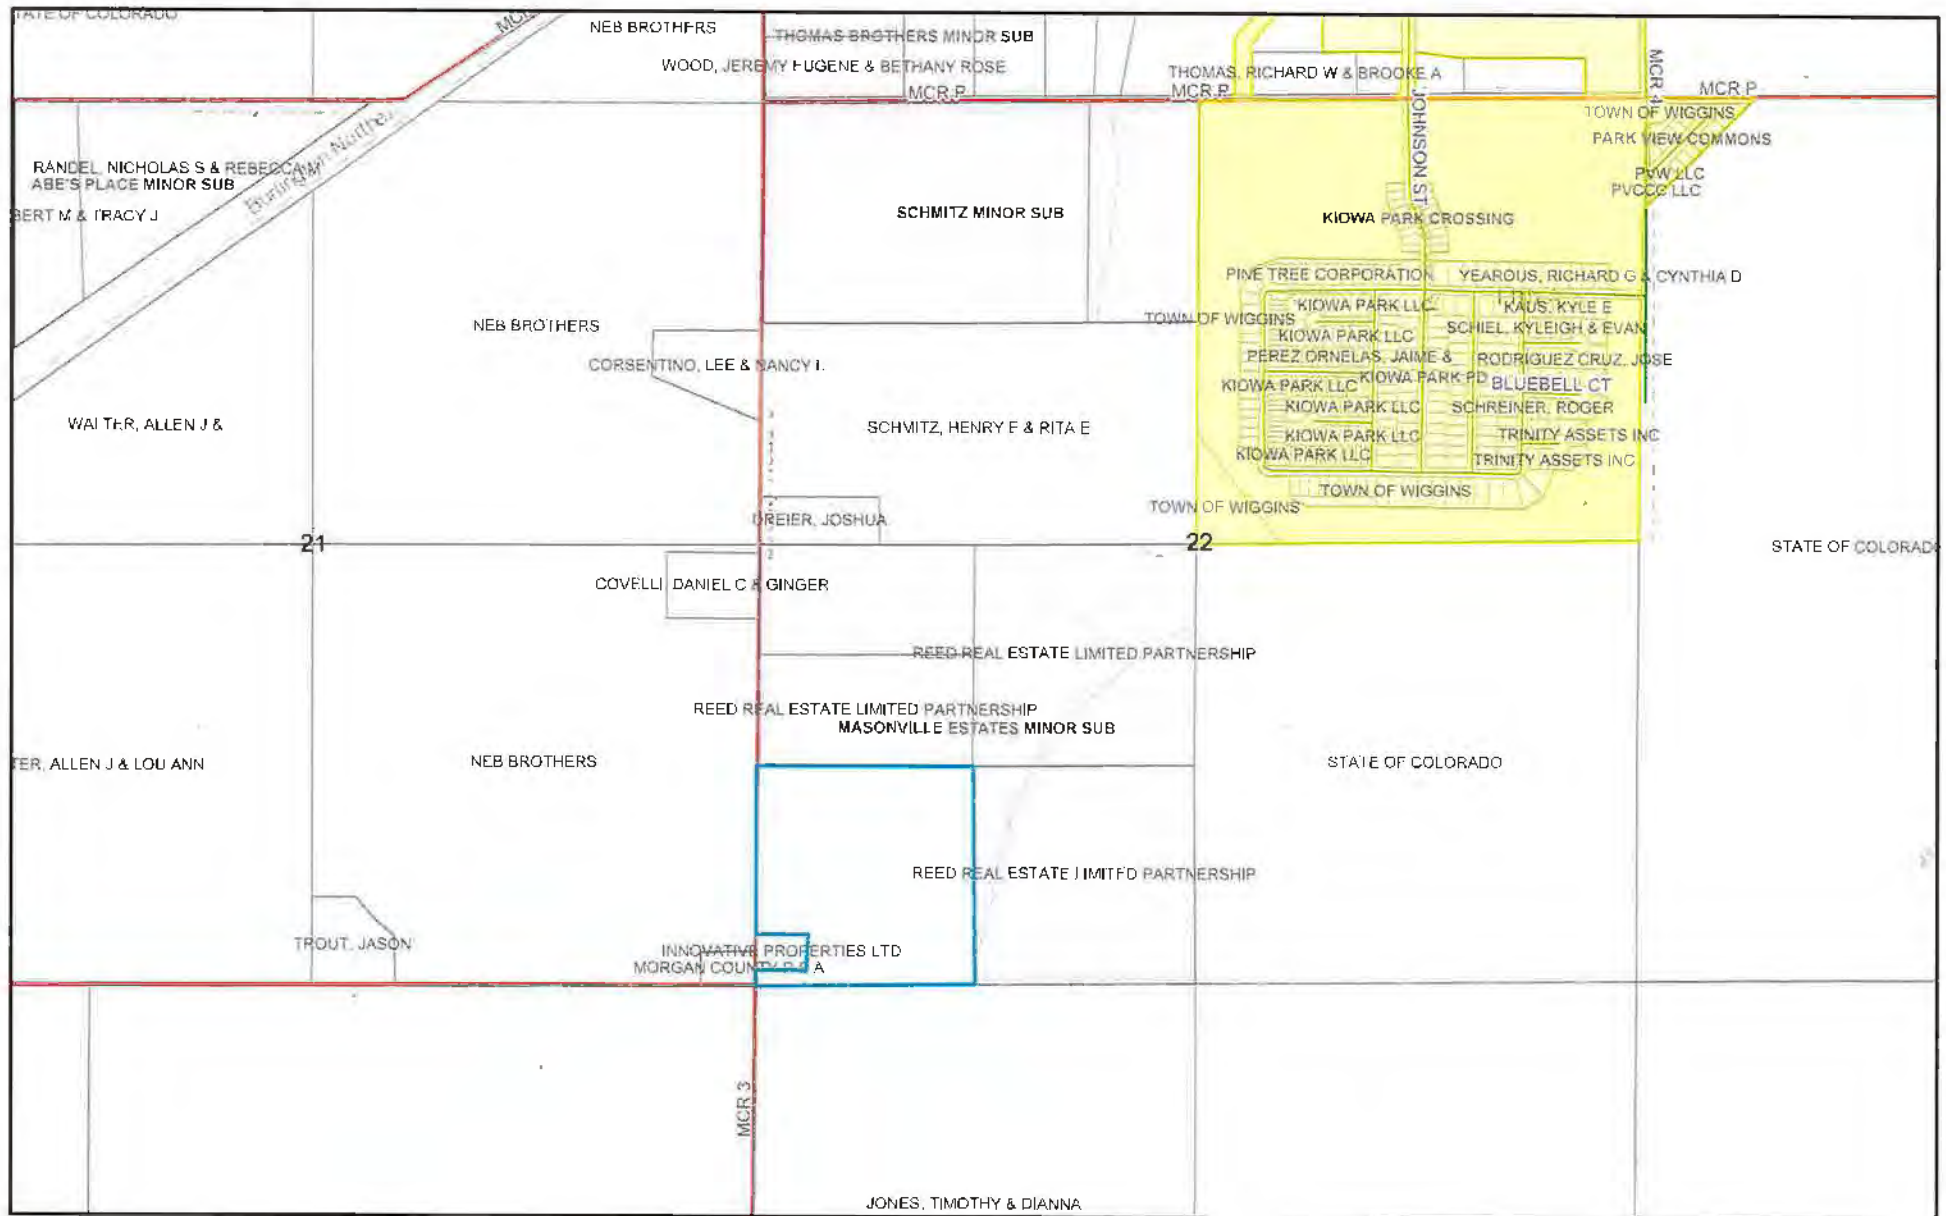 STATE OF COLORADO
NEB BROTHERS
MCR
THOMAS BROTHERS MINOR SUB
WOOD, JEREMY EUGENE & BETHANY ROSE
MCR P
THOMAS, RICHARD W & BROOKE A
MCR P
MCR 4
MCR P
JOHNSON ST
TOWN OF WIGGINS
PARK VIEW COMMONS
PVW LLC
PVCCC LLC
RANDEL, NICHOLAS S & REBECCA M
ABE'S PLACE MINOR SUB
BERT M & TRACY J
Burlington Norther
SCHMITZ MINOR SUB
KIOWA PARK CROSSING
PINE TREE CORPORATION
YEAROUS, RICHARD G & CYNTHIA D
KIOWA PARK LLC
KAUS, KYLE E
TOWN OF WIGGINS
NEB BROTHERS
KIOWA PARK LLC
SCHIEL, KYLEIGH & EVAN
PEREZ ORNELAS, JAIME &
RODRIGUEZ CRUZ, JOSE
CORSENTINO, LEE & NANCY L
KIOWA PARK LLC
KIOWA PARK PD
BLUEBELL CT
KIOWA PARK LLC
SCHREINER, ROGER
WALTER, ALLEN J &
SCHMITZ, HENRY F & RITA E
KIOWA PARK LLC
TRINITY ASSETS INC
KIOWA PARK LLC
TRINITY ASSETS INC
TOWN OF WIGGINS
TOWN OF WIGGINS
DREIER, JOSHUA
21
22
STATE OF COLORADO
COVELLI, DANIEL C & GINGER
REED REAL ESTATE LIMITED PARTNERSHIP
REED REAL ESTATE LIMITED PARTNERSHIP
MASONVILLE ESTATES MINOR SUB
TER, ALLEN J & LOU ANN
NEB BROTHERS
STATE OF COLORADO
REED REAL ESTATE LIMITED PARTNERSHIP
TROUT, JASON
INNOVATIVE PROPERTIES LTD
MORGAN COUNTY R E A
MCR 3
JONES, TIMOTHY & DIANNA